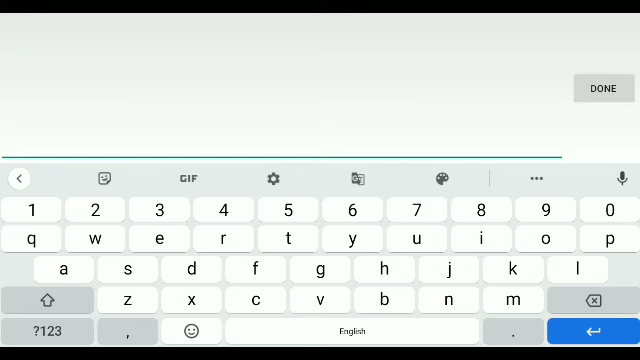 DONE
GIF
1 2 3 4 5 6 7 8 9 0
q w e r t y u i o p
a s d f g h j k l
z x c v b n m
?123 , English .